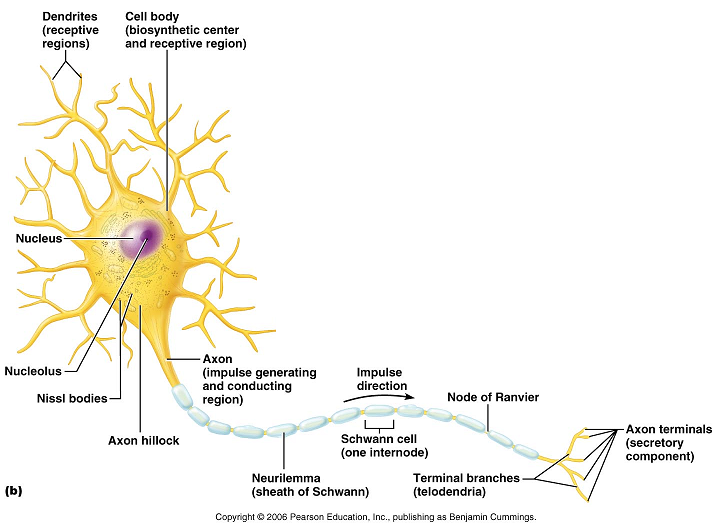 Dendrites
(receptive
regions)
Cell body
(biosynthetic center
and receptive region)
Nucleus
Nucleolus
Nissl bodies
Axon hillock
Axon
(impulse generating
and conducting
region)
Impulse
direction
Schwann cell
(one internode)
Neurilemma
(sheath of Schwann)
Node of Ranvier
Terminal branches
(telodendria)
Axon terminals
(secretory
component)
(b)
Copyright © 2006 Pearson Education, Inc., publishing as Benjamin Cummings.